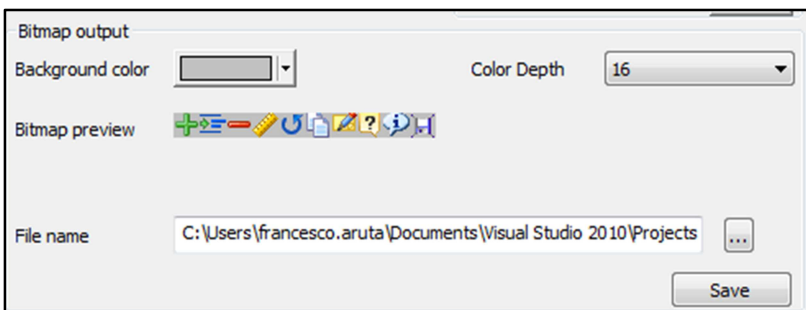 Bitmap output
Background color
Color Depth 16
Bitmap preview
File name C:\Users\francesco.aruta\Documents\Visual Studio 2010\Projects ...
Save